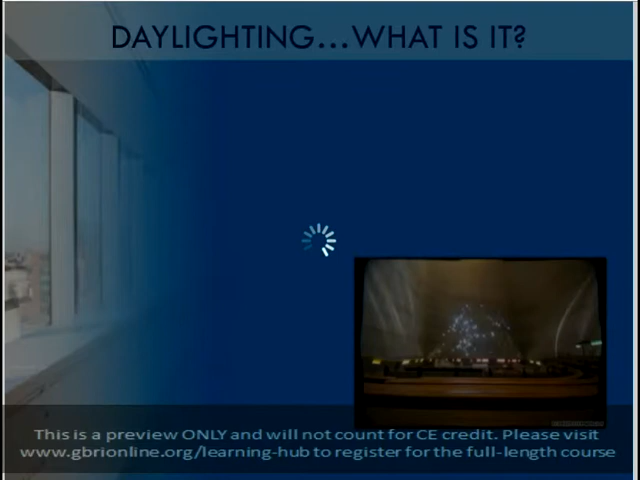 DAYLIGHTING...WHAT IS IT?
This is a preview ONLY and will not count for CE credit. Please visit
www.gbrionline.org/learning-hub to register for the full-length course